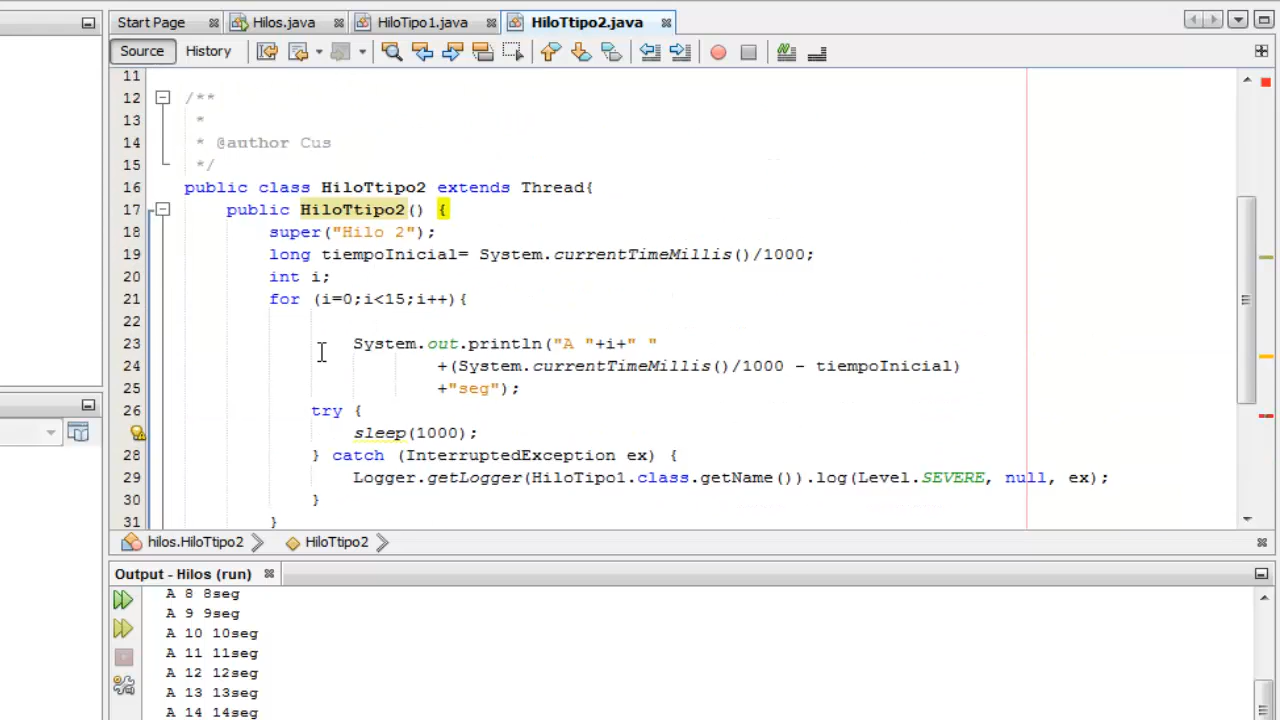 Start Page Hilos.java HiloTipo1.java HiloTtipo2.java
Source History
11
12 /**
13 *
14 * @author Cus
15 */
16 public class HiloTtipo2 extends Thread{
17 public HiloTtipo2() {
18 super("Hilo 2");
19 long tiempoInicial= System.currentTimeMillis()/1000;
20 int i;
21 for (i=0;i<15;i++){
22
23 System.out.println("A "+i+" "
24 +(System.currentTimeMillis()/1000 - tiempoInicial)
25 +"seg");
26 try {
sleep(1000);
28 } catch (InterruptedException ex) {
29 Logger.getLogger(HiloTipo1.class.getName()).log(Level.SEVERE, null, ex);
30 }
31 }
hilos.HiloTtipo2 HiloTtipo2
Output - Hilos (run)
A 8 8seg
A 9 9seg
A 10 10seg
A 11 11seg
A 12 12seg
A 13 13seg
A 14 14seg